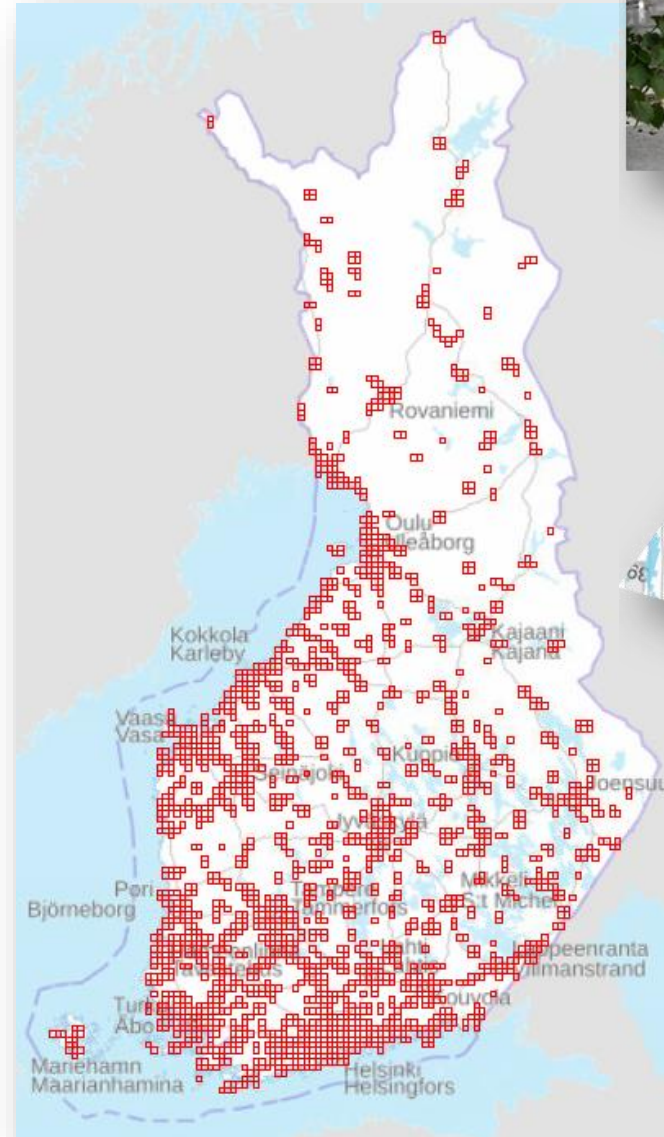 Rovaniemi
Oulu
Uleåborg
Kokkola
Karleby
Kajaani
Kajana
Vaasa
Vasa
Seinäjoki
Kuopio
Joensuu
Jyväskylä
Pori
Björneborg
Tampere
Tammerfors
Mikkeli
S:t Michel
Lahti
Lahtis
Lappeenranta
Villmanstrand
Kouvola
Turku
Åbo
Mariehamn
Maarianhamina
Helsinki
Helsingfors